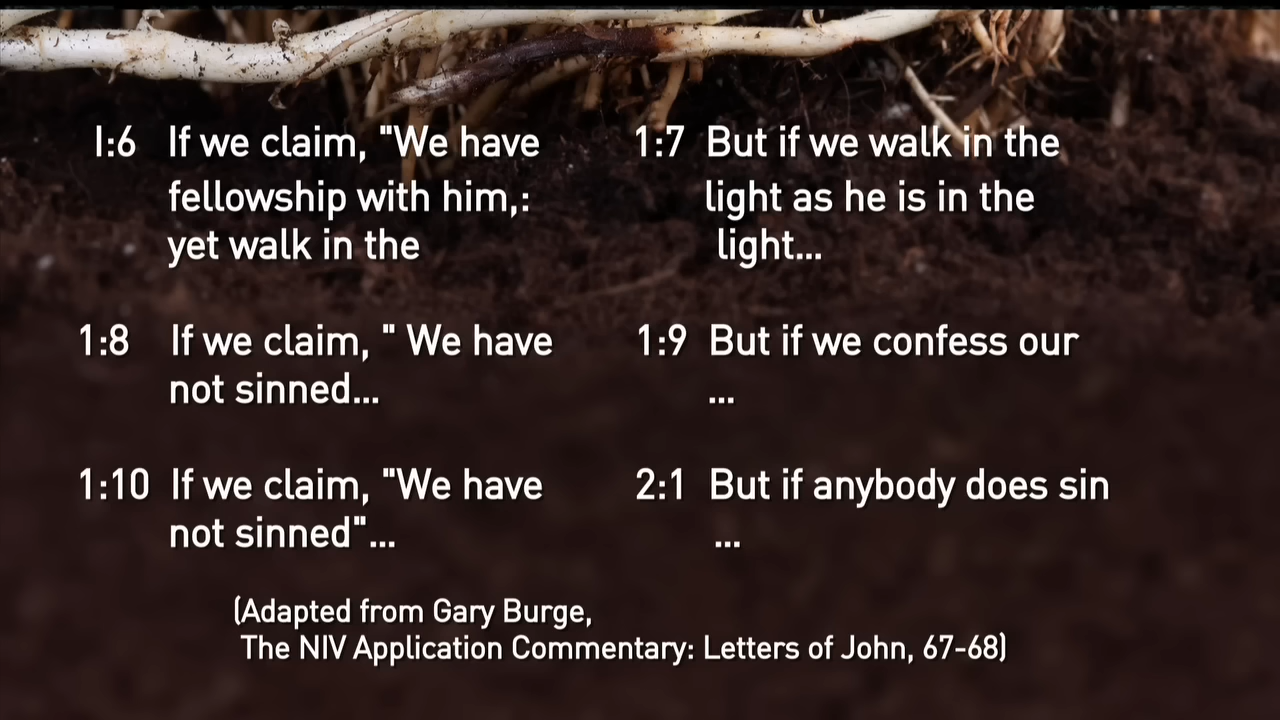 I:6 If we claim, "We have
fellowship with him,:
yet walk in the
1:7 But if we walk in the
light as he is in the
light...
1:8 If we claim, " We have
not sinned...
1:9 But if we confess our
...
1:10 If we claim, "We have
not sinned"...
2:1 But if anybody does sin
...
(Adapted from Gary Burge,
The NIV Application Commentary: Letters of John, 67-68)